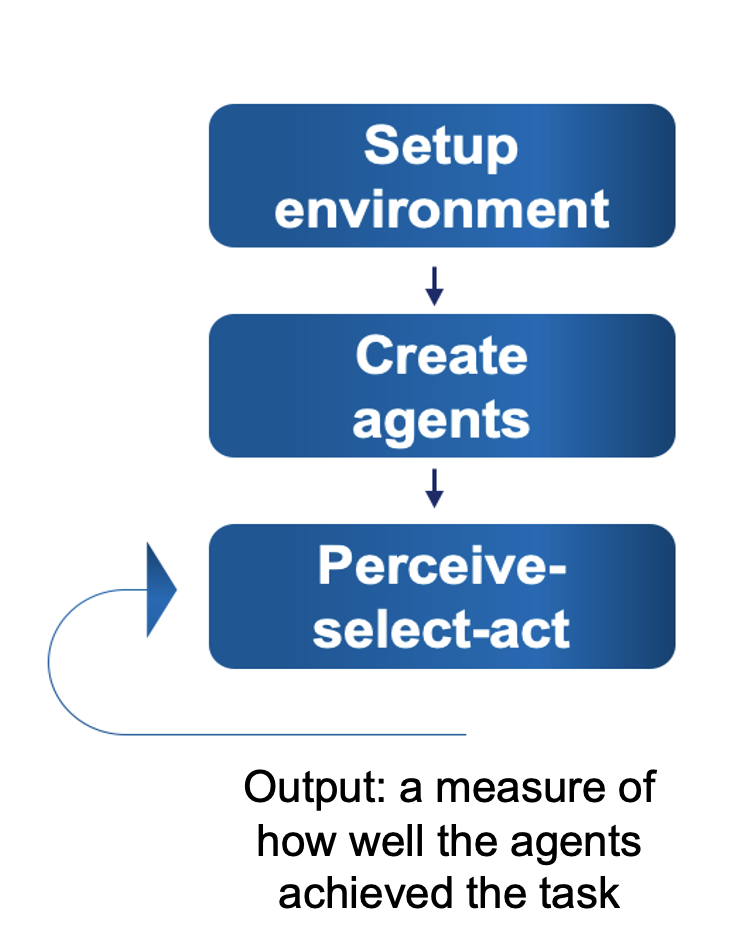 Setup
environment
Create
agents
Perceive-
select-act
Output: a measure of
how well the agents
achieved the task